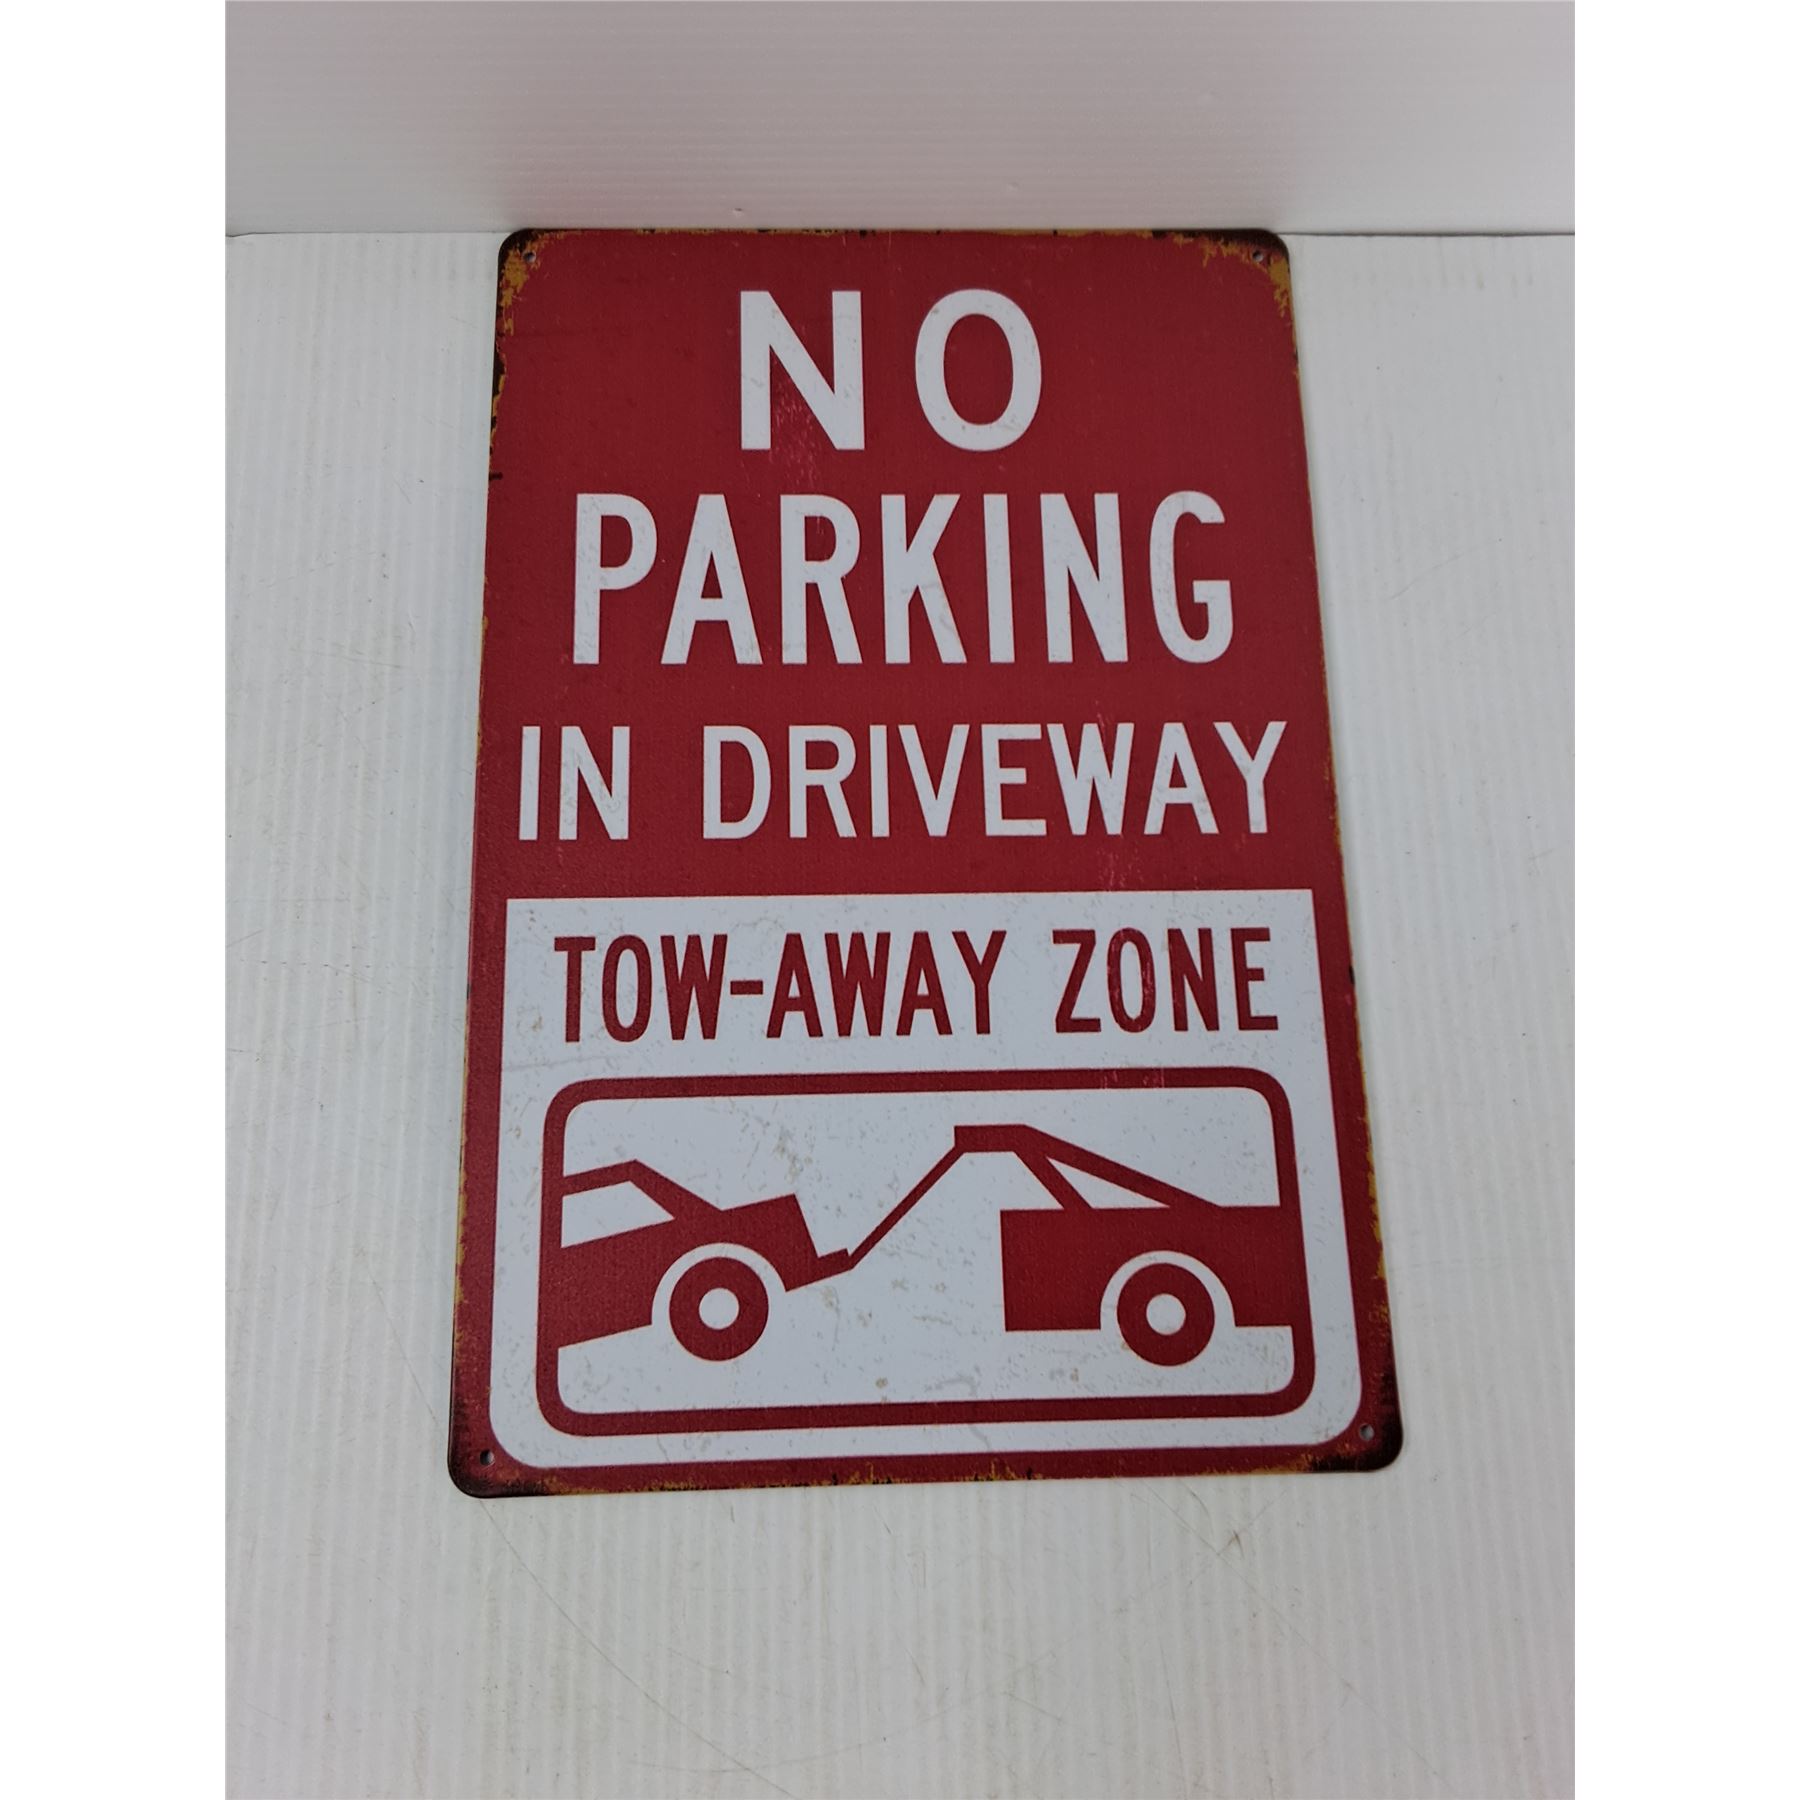 NO
PARKING
IN DRIVEWAY
TOW-AWAY ZONE